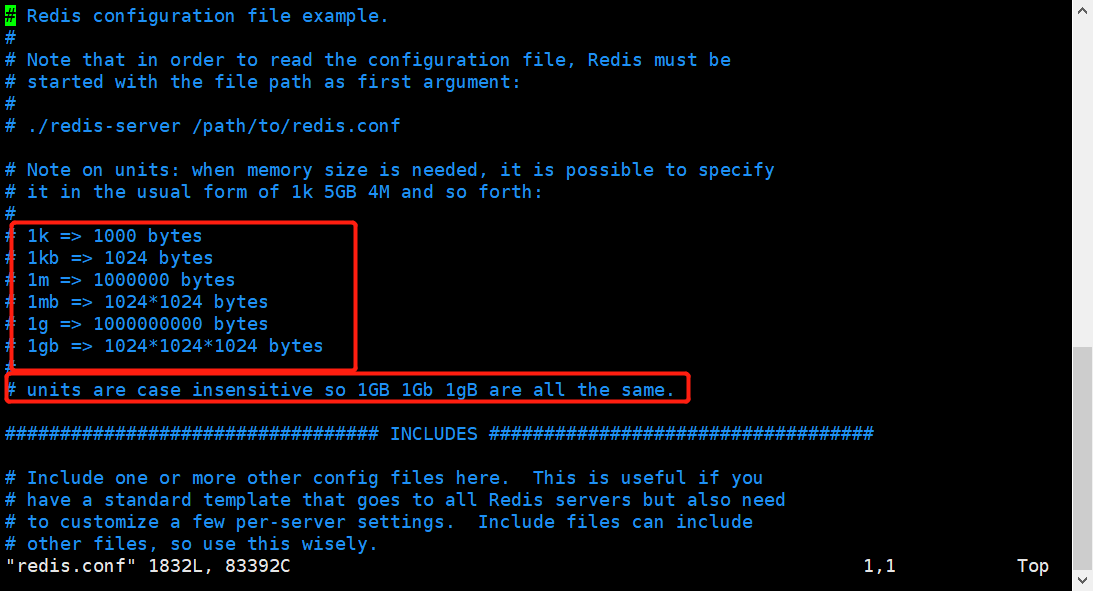 # Redis configuration file example.
#
# Note that in order to read the configuration file, Redis must be
# started with the file path as first argument:
#
# ./redis-server /path/to/redis.conf
# Note on units: when memory size is needed, it is possible to specify
# it in the usual form of 1k 5GB 4M and so forth:
#
# 1k => 1000 bytes
# 1kb => 1024 bytes
# 1m => 1000000 bytes
# 1mb => 1024*1024 bytes
# 1g => 1000000000 bytes
# 1gb => 1024*1024*1024 bytes
#
# units are case insensitive so 1GB 1Gb 1gB are all the same.
################################## INCLUDES ###################################
# Include one or more other config files here.  This is useful if you
# have a standard template that goes to all Redis servers but also need
# to customize a few per-server settings.  Include files can include
# other files, so use this wisely.
"redis.conf" 1832L, 83392C 1,1 Top